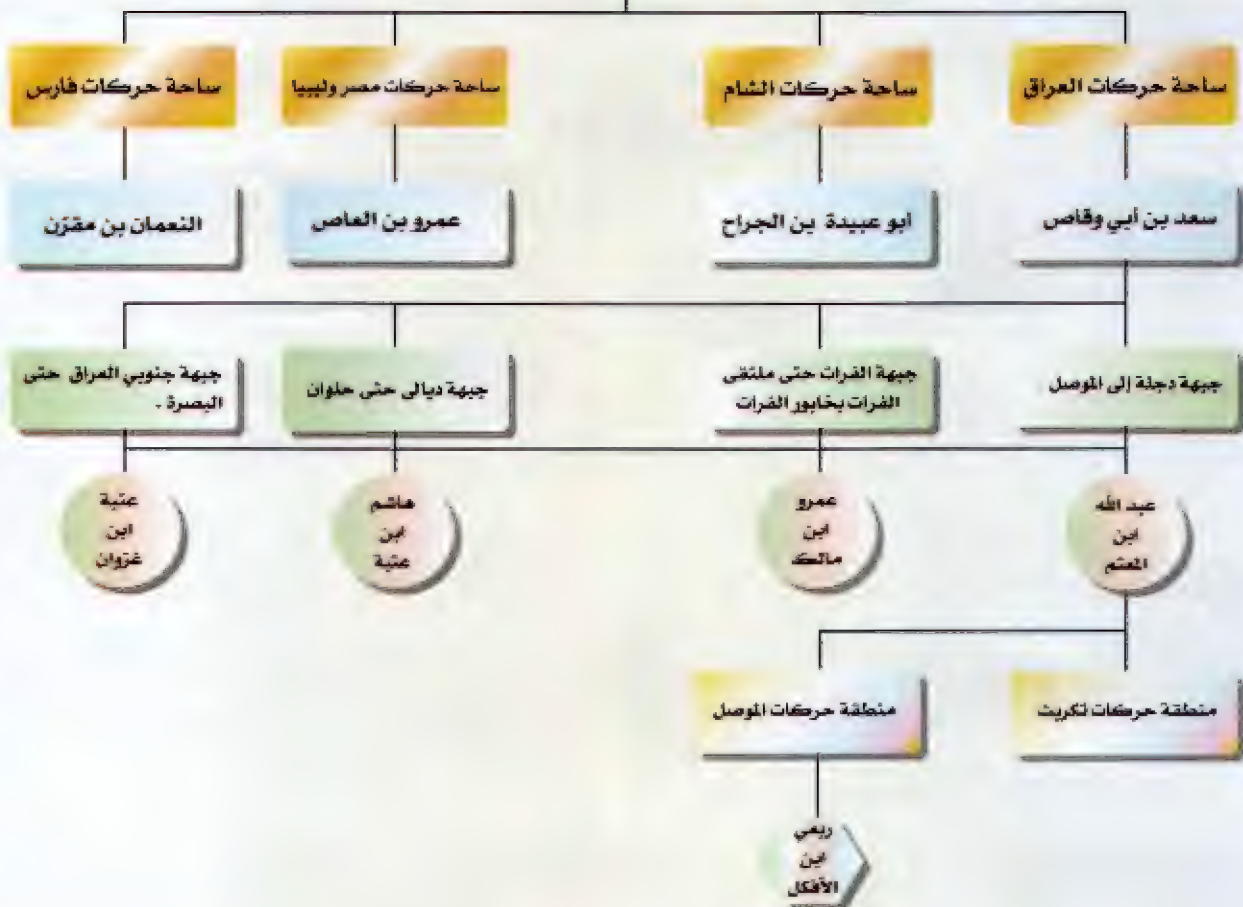 ساحة حركات العراق
ساحة حركات الشام
ساحة حركات مصر وليبيا
ساحة حركات فارس
سعد بن أبي وقاص
أبو عبيدة بن الجراح
عمرو بن العاص
النعمان بن مقرّن
جبهة دجلة إلى الموصل
جبهة الفرات حتى ملتقى
الفرات بخابور الفرات
جبهة ديالى حتى حلوان
جبهة جنوبي العراق حتى
البصرة .
عبد الله
ابن
المعتم
عمرو
ابن
مالك
هاشم
ابن
عتبة
عتبة
ابن
غزوان
منطقة حركات تكريت
منطقة حركات الموصل
ربعي
ابن
الأفكل